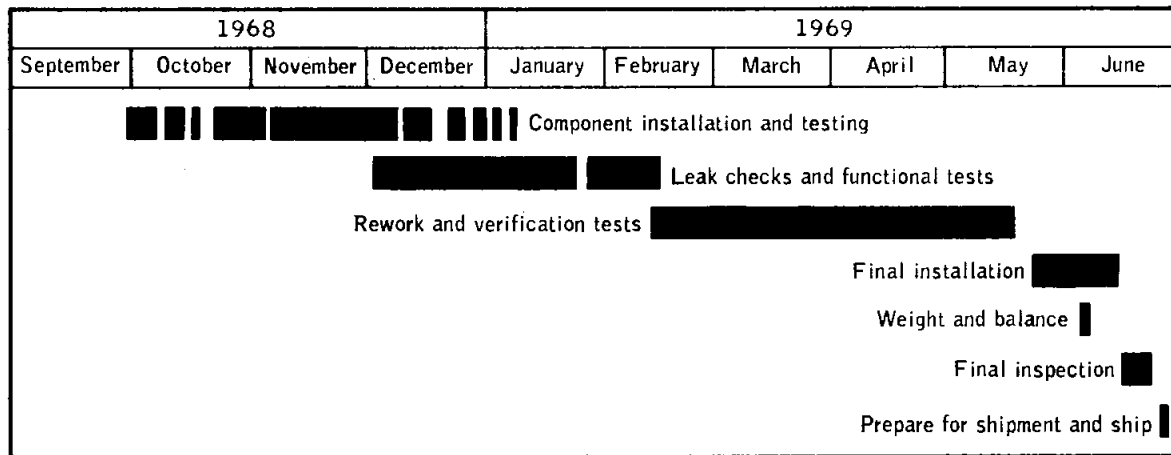 1968 1969
September October November December January February March April May June
Component installation and testing
Leak checks and functional tests
Rework and verification tests
Final installation
Weight and balance
Final inspection
Prepare for shipment and ship